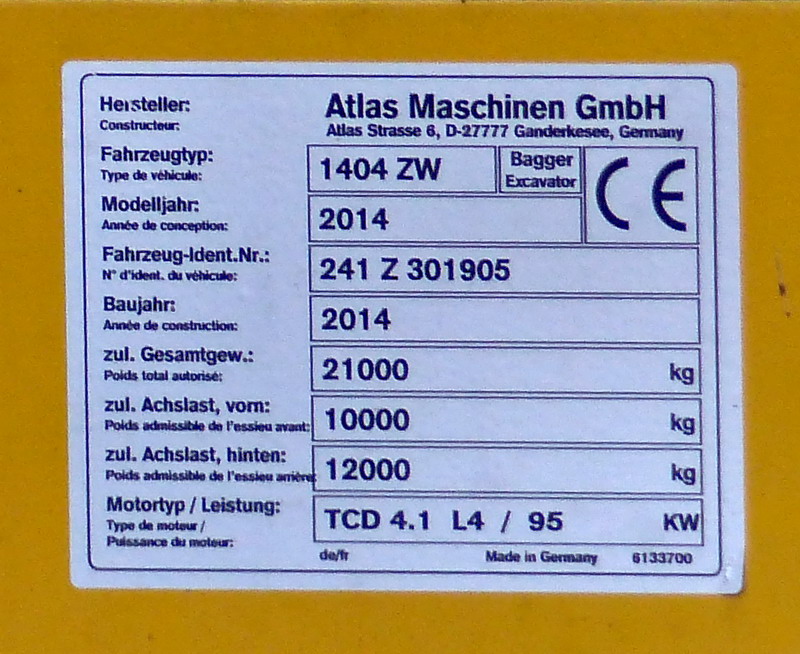 Hersteller: Atlas Maschinen GmbH
Constructeur: Atlas Strasse 6, D-27777 Ganderkesee, Germany
Fahrzeugtyp: 1404 ZW Bagger
Type de véhicule: Excavator
CE
Modelljahr: 2014
Année de conception:
Fahrzeug-Ident.Nr.: 241 Z 301905
N° d'ident. du véhicule:
Baujahr: 2014
Année de construction:
zul. Gesamtgew.: 21000 kg
Poids total autorisé:
zul. Achslast, vorn: 10000 kg
Poids admissible de l'essieu avant:
zul. Achslast, hinten: 12000 kg
Poids admissible de l'essieu arrière:
Motortyp / Leistung: TCD 4.1 L4 / 95 KW
Type de moteur /
Puissance du moteur:
de/fr Made in Germany 6133700